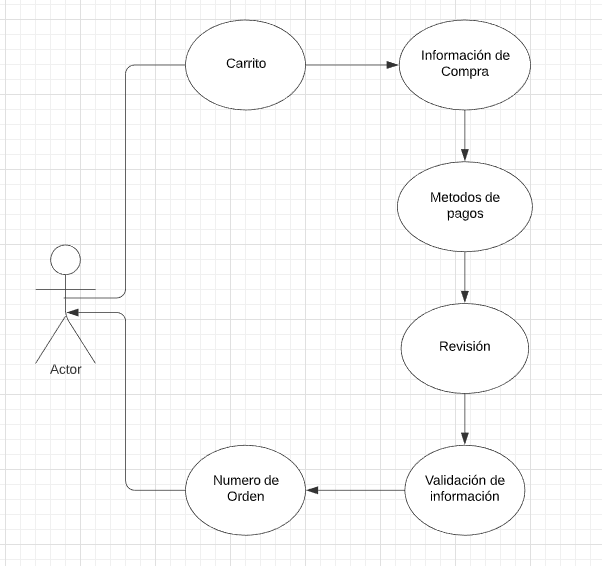 Carrito
Información de
Compra
Metodos de
pagos
Revisión
Actor
Numero de
Orden
Validación de
información